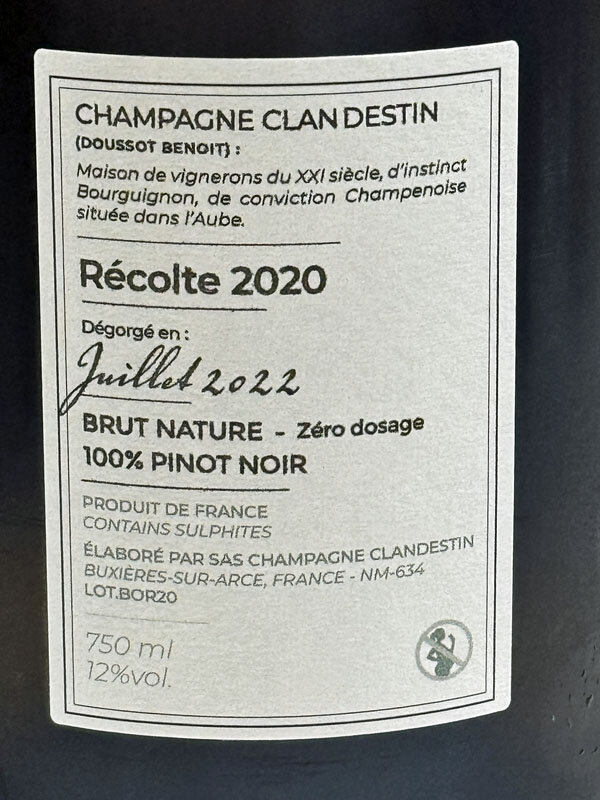 CHAMPAGNE CLANDESTIN
(DOUSSOT BENOIT) :
Maison de vignerons du XXI siècle, d'instinct
Bourguignon, de conviction Champenoise
située dans l'Aube.
Récolte 2020
Dégorgé en :
Juillet 2022
BRUT NATURE - Zéro dosage
100% PINOT NOIR
PRODUIT DE FRANCE
CONTAINS SULPHITES
ÉLABORÉ PAR SAS CHAMPAGNE CLANDESTIN
BUXIÈRES-SUR-ARCE, FRANCE - NM-634
LOT.BOR20
750 ml
12%vol.